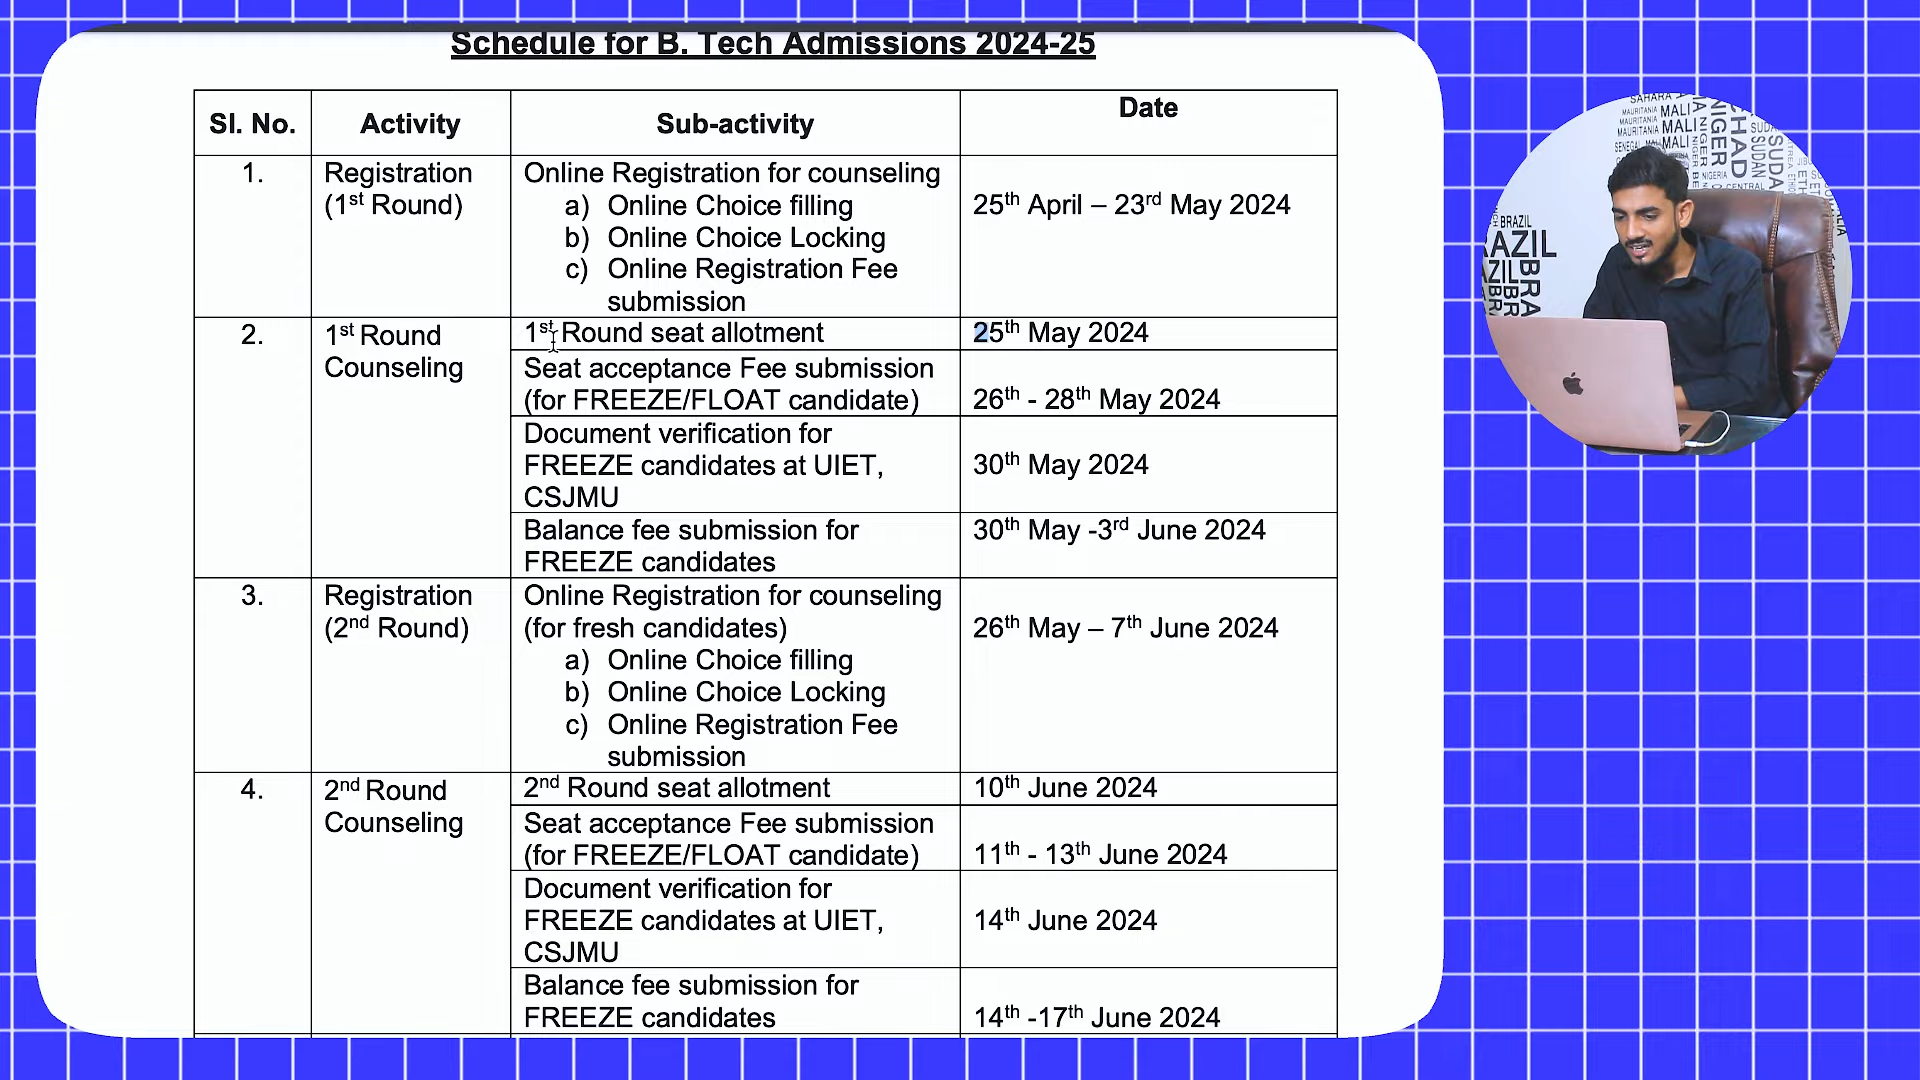 Schedule for B. Tech Admissions 2024-25
Sl. No.
Activity
Sub-activity
Date
1.
Registration
(1st Round)
Online Registration for counseling
a) Online Choice filling
b) Online Choice Locking
c) Online Registration Fee
submission
25th April – 23rd May 2024
2.
1st Round
Counseling
1st Round seat allotment
25th May 2024
Seat acceptance Fee submission
(for FREEZE/FLOAT candidate)
26th - 28th May 2024
Document verification for
FREEZE candidates at UIET,
CSJMU
30th May 2024
Balance fee submission for
FREEZE candidates
30th May -3rd June 2024
3.
Registration
(2nd Round)
Online Registration for counseling
(for fresh candidates)
a) Online Choice filling
b) Online Choice Locking
c) Online Registration Fee
submission
26th May – 7th June 2024
4.
2nd Round
Counseling
2nd Round seat allotment
10th June 2024
Seat acceptance Fee submission
(for FREEZE/FLOAT candidate)
11th - 13th June 2024
Document verification for
FREEZE candidates at UIET,
CSJMU
14th June 2024
Balance fee submission for
FREEZE candidates
14th -17th June 2024
SAHARA
MAURITANIA MALI
MAURITANIA MALI
MALI
NIGER
CHAD
SUDAN
NIGERIA
CENTRAL
BRAZIL